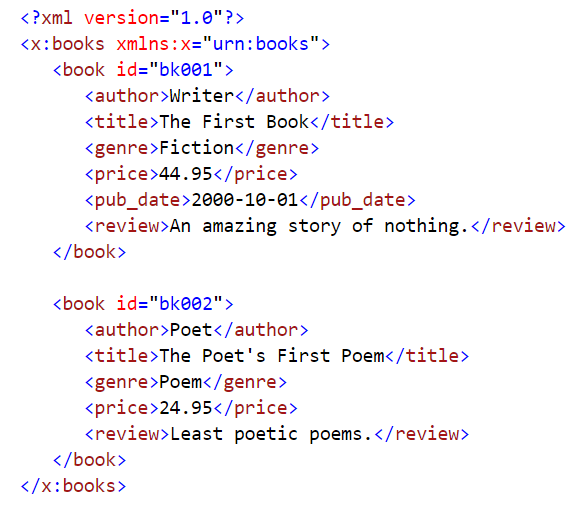 <?xml version="1.0"?>
<x:books xmlns:x="urn:books">
   <book id="bk001">
      <author>Writer</author>
      <title>The First Book</title>
      <genre>Fiction</genre>
      <price>44.95</price>
      <pub_date>2000-10-01</pub_date>
      <review>An amazing story of nothing.</review>
   </book>

   <book id="bk002">
      <author>Poet</author>
      <title>The Poet's First Poem</title>
      <genre>Poem</genre>
      <price>24.95</price>
      <review>Least poetic poems.</review>
   </book>
</x:books>